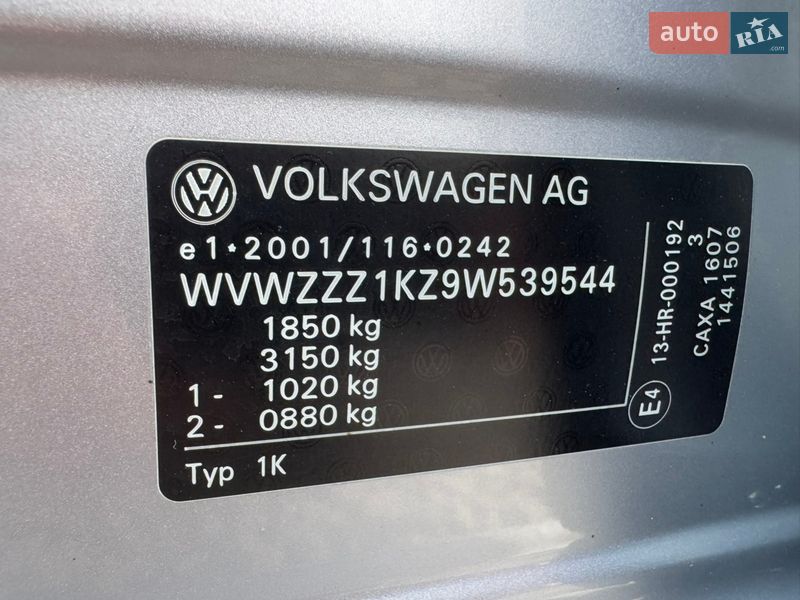 auto RIA .com
VOLKSWAGEN AG
e1*2001/116*0242
WVWZZZ1KZ9W539544
1850 kg
3150 kg
1 - 1020 kg
2 - 0880 kg
Typ 1K
13-HR-000192
3
CAXA 1607
1441506
E4